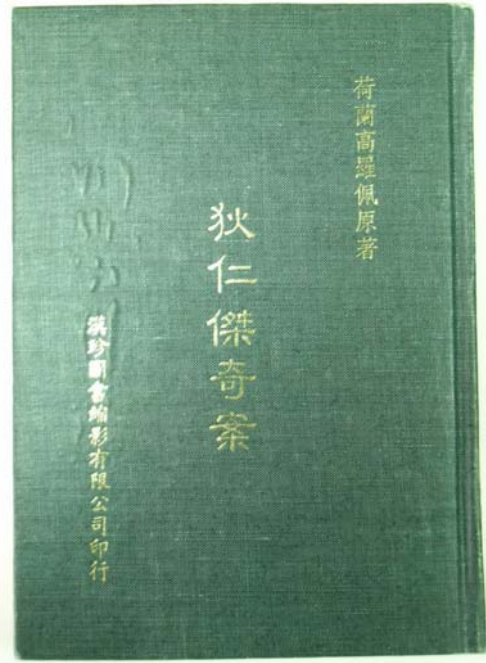 荷蘭高羅佩原著
狄仁傑奇案
漢珍圖書縮影有限公司印行